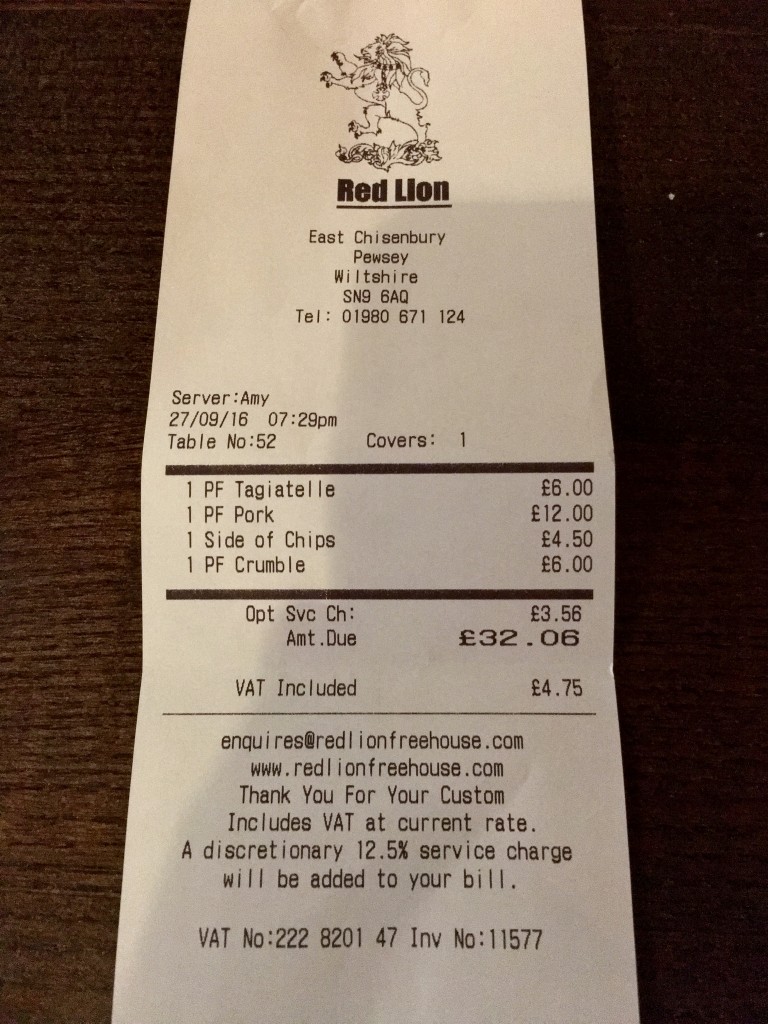 Red Lion
East Chisenbury
Pewsey
Wiltshire
SN9 6AQ
Tel: 01980 671 124
Server:Amy
27/09/16 07:29pm
Table No:52 Covers: 1
1 PF Tagiatelle £6.00
1 PF Pork £12.00
1 Side of Chips £4.50
1 PF Crumble £6.00
Opt Svc Ch: £3.56
Amt.Due £32.06
VAT Included £4.75
enquires@redlionfreehouse.com
www.redlionfreehouse.com
Thank You For Your Custom
Includes VAT at current rate.
A discretionary 12.5% service charge
will be added to your bill.
VAT No:222 8201 47 Inv No:11577